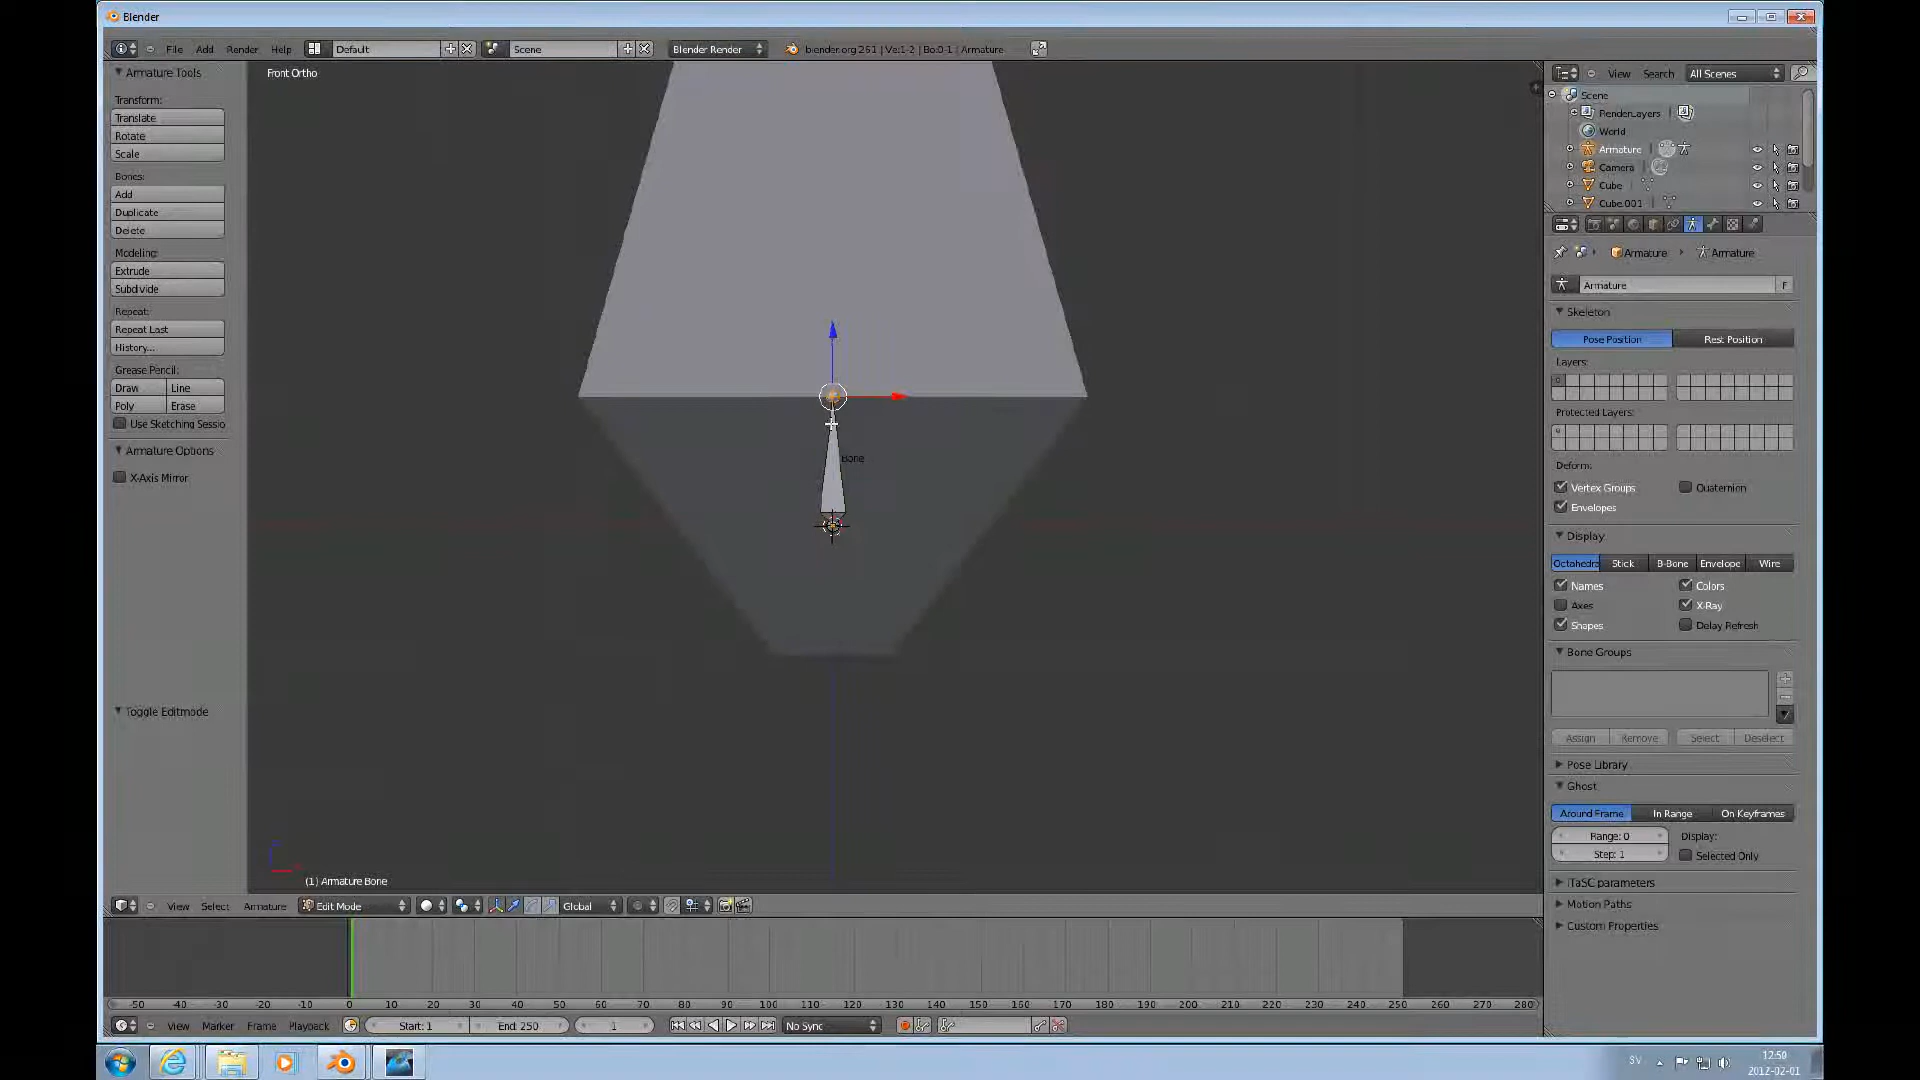 Blender
File Add Render Help Default Scene Blender Render blender.org 261 | Ve:1-2 | Bo:0-1 | Armature
Armature Tools
Transform:
Translate
Rotate
Scale
Bones:
Add
Duplicate
Delete
Modeling:
Extrude
Subdivide
Repeat:
Repeat Last
History...
Grease Pencil:
Draw Line
Poly Erase
Use Sketching Sessio
Armature Options
X-Axis Mirror
Toggle Editmode
Front Ortho
Bone
(1) Armature Bone
View Select Armature Edit Mode Global
View Search All Scenes
Scene
RenderLayers
World
Armature
Camera
Cube
Cube.001
Armature Armature
Armature F
Skeleton
Pose Position Rest Position
Layers:
Protected Layers:
Deform:
Vertex Groups Quaternion
Envelopes
Display
Octahedra Stick B-Bone Envelope Wire
Names Colors
Axes X-Ray
Shapes Delay Refresh
Bone Groups
Assign Remove Select Deselect
Pose Library
Ghost
Around Frame In Range On Keyframes
Range: 0 Display:
Step: 1 Selected Only
iTaSC parameters
Motion Paths
Custom Properties
-50 -40 -30 -20 -10 0 10 20 30 40 50 60 70 80 90 100 110 120 130 140 150 160 170 180 190 200 210 220 230 240 250 260 270 280
View Marker Frame Playback Start: 1 End: 250 1 No Sync
SV 12:50
2012-02-01